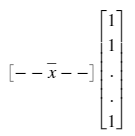 [− − x̅ − −] [1
1
.
.
1]